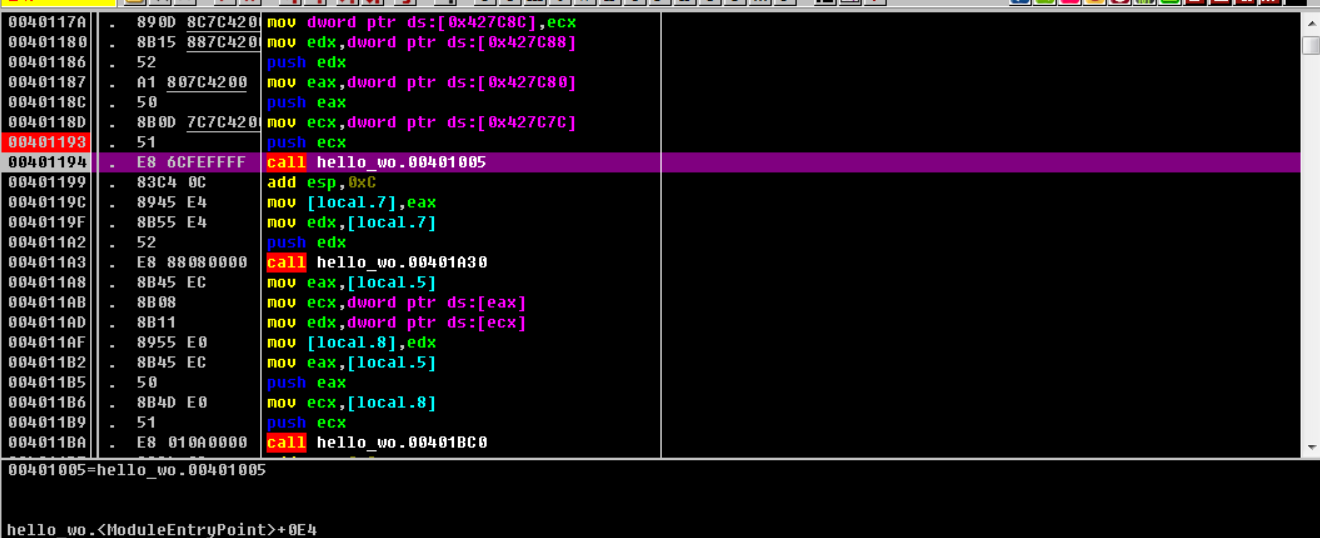 0040117A . 890D 8C7C420 mov dword ptr ds:[0x427C8C],ecx
00401180 . 8B15 887C420 mov edx,dword ptr ds:[0x427C88]
00401186 . 52 push edx
00401187 . A1 807C4200 mov eax,dword ptr ds:[0x427C80]
0040118C . 50 push eax
0040118D . 8B0D 7C7C420 mov ecx,dword ptr ds:[0x427C7C]
00401193 . 51 push ecx
00401194 . E8 6CFEFFFF call hello_wo.00401005
00401199 . 83C4 0C add esp,0xC
0040119C . 8945 E4 mov [local.7],eax
0040119F . 8B55 E4 mov edx,[local.7]
004011A2 . 52 push edx
004011A3 . E8 88080000 call hello_wo.00401A30
004011A8 . 8B45 EC mov eax,[local.5]
004011AB . 8B08 mov ecx,dword ptr ds:[eax]
004011AD . 8B11 mov edx,dword ptr ds:[ecx]
004011AF . 8955 E0 mov [local.8],edx
004011B2 . 8B45 EC mov eax,[local.5]
004011B5 . 50 push eax
004011B6 . 8B4D E0 mov ecx,[local.8]
004011B9 . 51 push ecx
004011BA . E8 010A0000 call hello_wo.00401BC0
00401005=hello_wo.00401005
hello_wo.<ModuleEntryPoint>+0E4